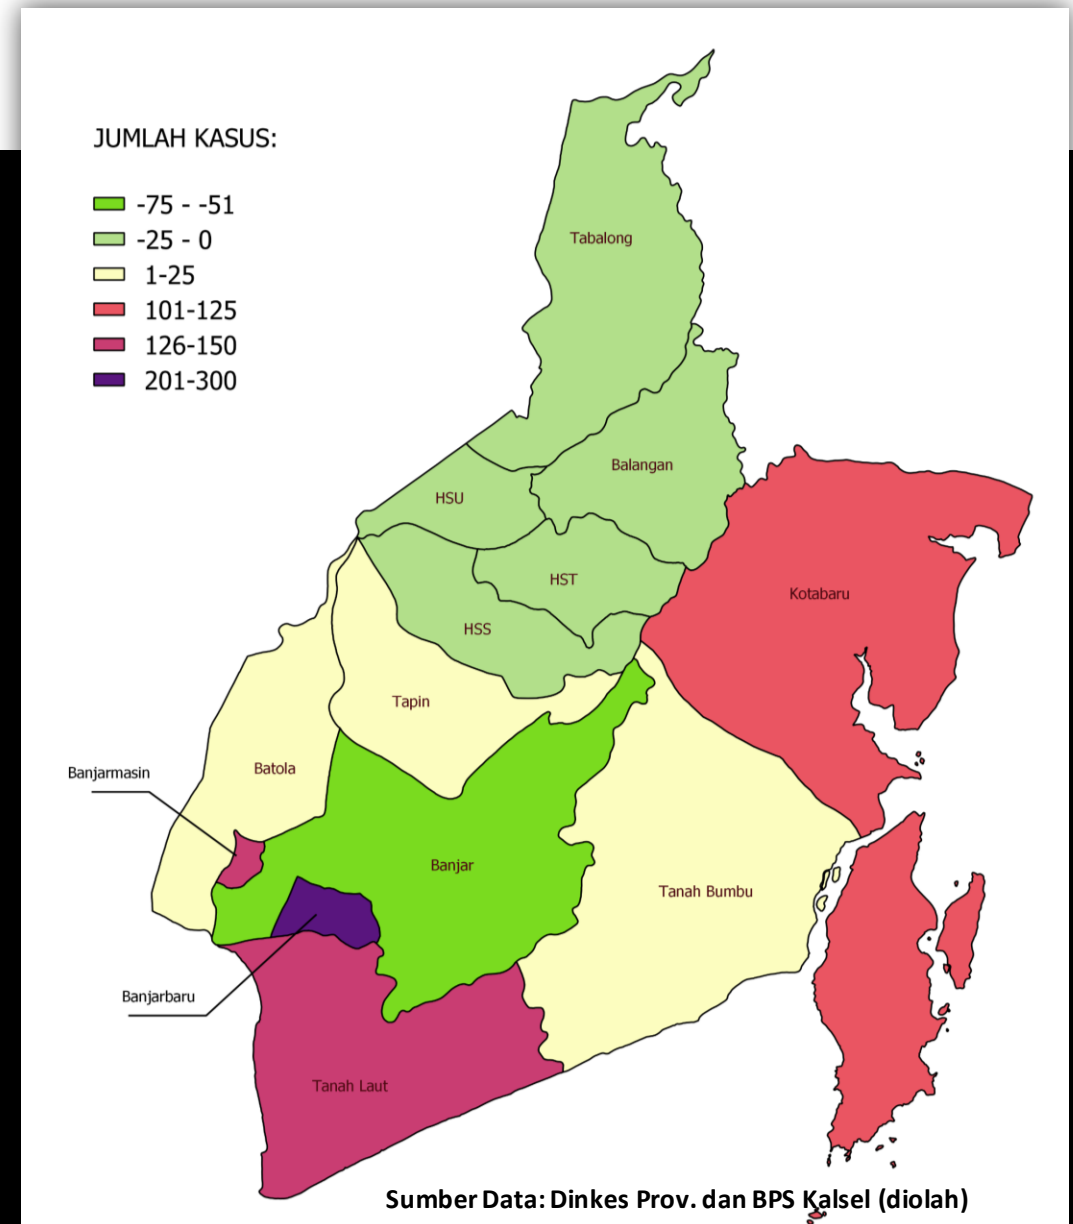 JUMLAH KASUS:
-75 - -51
-25 - 0
1-25
101-125
126-150
201-300
Tabalong
Balangan
HSU
HST
Kotabaru
HSS
Tapin
Batola
Banjarmasin
Banjar
Tanah Bumbu
Banjarbaru
Tanah Laut
Sumber Data: Dinkes Prov. dan BPS Kalsel (diolah)